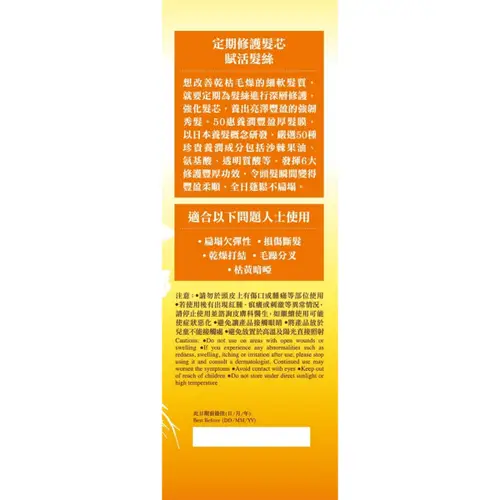 定期修護髮芯
賦活髮絲
想改善乾枯毛燥的細軟髮質,
就要定期為髮絲進行深層修護,
強化髮芯,養出亮澤豐盈的強韌
秀髮。50惠養潤豐盈厚髮膜,
以日本養髮概念研發,嚴選50種
珍貴養潤成分包括沙棘果油、
氨基酸、透明質酸等,發揮6大
修護豐厚功效,令頭髮瞬間變得
豐盈柔順,全日蓬鬆不扁塌。
適合以下問題人士使用
•扁塌欠彈性 •損傷斷髮
•乾燥打結 •毛躁分叉
•枯黃暗啞
注意:•請勿於頭皮上有傷口或腫痛等部位使用
•若使用後有出現紅腫、痕癢或刺激等異常情況,
請停止使用並諮詢皮膚科醫生,如繼續使用可能
使症狀惡化 •避免讓產品接觸眼睛 •將產品放於
兒童不能接觸處 •避免放置於高溫及陽光直接照射
Cautions: •Do not use on areas with open wounds or
swelling •If you experience any abnormalities such as
redness, swelling, itching or irritation after use, please stop
using it and consult a dermatologist. Continued use may
worsen the symptoms •Avoid contact with eyes •Keep out
of reach of children •Do not store under direct sunlight or
high temperature
此日期前最佳(日/月/年):
Best Before (DD/MM/YY)